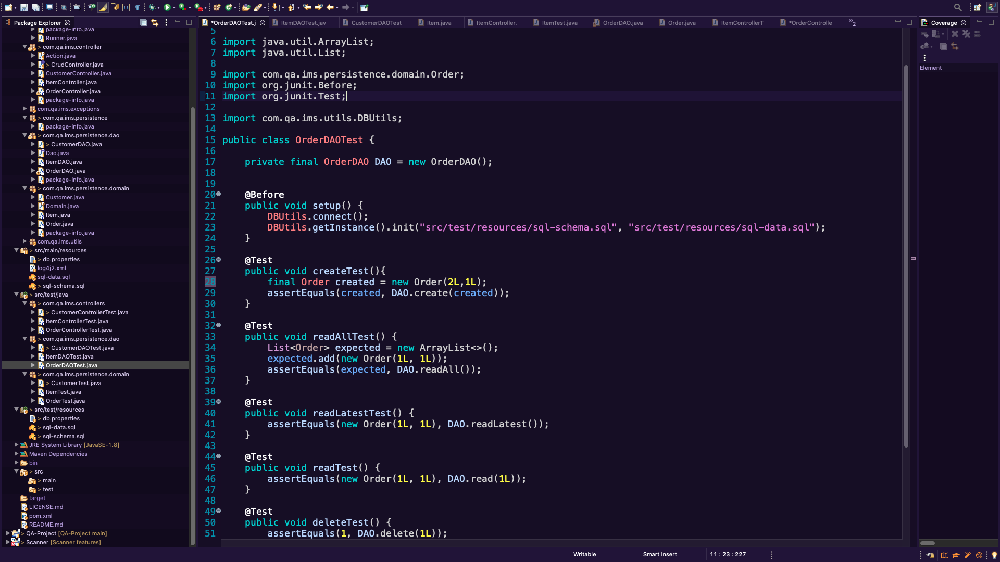 Package Explorer
package-info.java
Runner.java
> com.qa.ims.controller
Action.java
> CrudController.java
CustomerController.java
ItemController.java
OrderController.java
package-info.java
com.qa.ims.exceptions
> com.qa.ims.persistence
package-info.java
> com.qa.ims.persistence.dao
> CustomerDAO.java
Dao.java
ItemDAO.java
OrderDAO.java
package-info.java
> com.qa.ims.persistence.domain
Customer.java
Domain.java
Item.java
Order.java
package-info.java
com.qa.ims.utils
> src/main/resources
> db.properties
log4j2.xml
sql-data.sql
> sql-schema.sql
> src/test/java
> com.qa.ims.controllers
> CustomerControllerTest.java
ItemControllerTest.java
OrderControllerTest.java
> com.qa.ims.persistence.dao
> CustomerDAOTest.java
ItemDAOTest.java
OrderDAOTest.java
> com.qa.ims.persistence.domain
> CustomerTest.java
ItemTest.java
OrderTest.java
> src/test/resources
> db.properties
> sql-data.sql
> sql-schema.sql
JRE System Library [JavaSE-1.8]
Maven Dependencies
bin
> src
> main
> test
target
LICENSE.md
pom.xml
README.md
> QA-Project [QA-Project main]
> Scanner [Scanner features]
*OrderDAOTest.j ItemDAOTest.jav CustomerDAOTest Item.java ItemController. ItemTest.java OrderDAO.java Order.java ItemControllerT *OrderControlle »2
5
6 import java.util.ArrayList;
7 import java.util.List;
8
9 import com.qa.ims.persistence.domain.Order;
10 import org.junit.Before;
11 import org.junit.Test;
12
13 import com.qa.ims.utils.DBUtils;
14
15 public class OrderDAOTest {
16
17 private final OrderDAO DAO = new OrderDAO();
18
19
20 @Before
21 public void setup() {
22 DBUtils.connect();
23 DBUtils.getInstance().init("src/test/resources/sql-schema.sql", "src/test/resources/sql-data.sql");
24 }
25
26 @Test
27 public void createTest(){
28 final Order created = new Order(2L,1L);
29 assertEquals(created, DAO.create(created));
30 }
31
32 @Test
33 public void readAllTest() {
34 List<Order> expected = new ArrayList<>();
35 expected.add(new Order(1L, 1L));
36 assertEquals(expected, DAO.readAll());
37 }
38
39 @Test
40 public void readLatestTest() {
41 assertEquals(new Order(1L, 1L), DAO.readLatest());
42 }
43
44 @Test
45 public void readTest() {
46 assertEquals(new Order(1L, 1L), DAO.read(1L));
47 }
48
49 @Test
50 public void deleteTest() {
51 assertEquals(1, DAO.delete(1L));
Coverage
Element
Writable Smart Insert 11 : 23 : 227